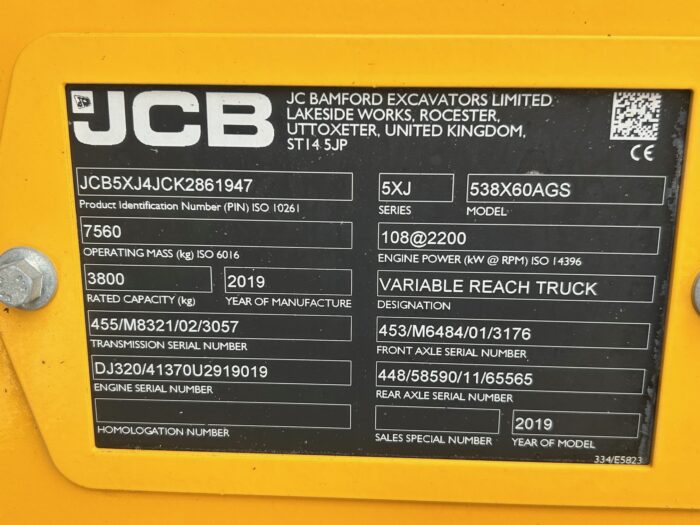 JCB
JC BAMFORD EXCAVATORS LIMITED
LAKESIDE WORKS, ROCESTER,
UTTOXETER, UNITED KINGDOM,
ST14 5JP
CE
JCB5XJ4JCK2861947
Product Identification Number (PIN) ISO 10261
5XJ
SERIES
538X60AGS
MODEL
7560
OPERATING MASS (kg) ISO 6016
108@2200
ENGINE POWER (kW @ RPM) ISO 14396
3800
RATED CAPACITY (kg)
2019
YEAR OF MANUFACTURE
VARIABLE REACH TRUCK
DESIGNATION
455/M8321/02/3057
TRANSMISSION SERIAL NUMBER
453/M6484/01/3176
FRONT AXLE SERIAL NUMBER
DJ320/41370U2919019
ENGINE SERIAL NUMBER
448/58590/11/65565
REAR AXLE SERIAL NUMBER
HOMOLOGATION NUMBER
SALES SPECIAL NUMBER
2019
YEAR OF MODEL
334/E5823